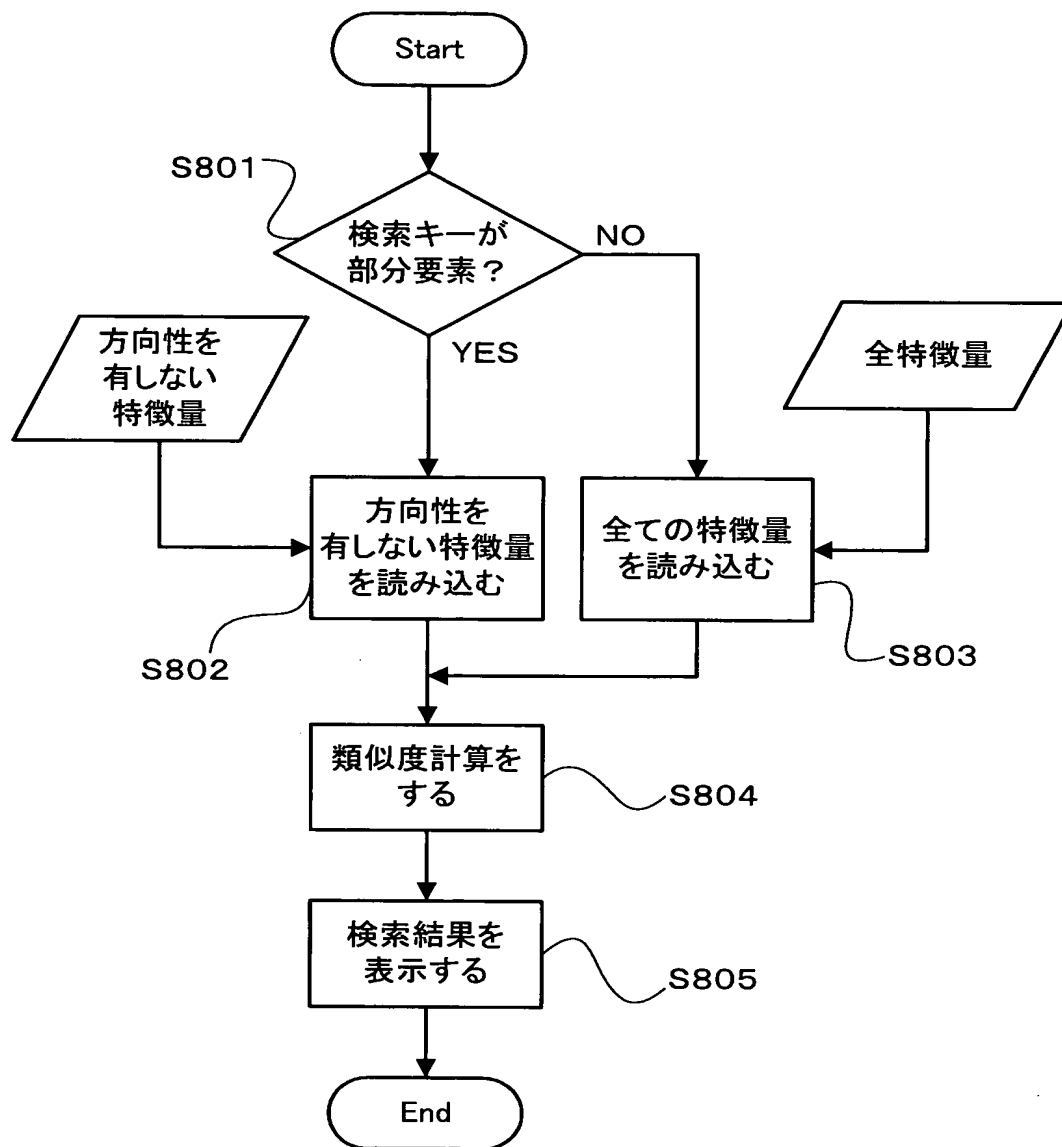 Start
S801
検索キーが
部分要素？
NO
YES
方向性を
有しない
特徴量
全特徴量
方向性を
有しない特徴量
を読み込む
全ての特徴量
を読み込む
S802
S803
類似度計算を
する
S804
検索結果を
表示する
S805
End